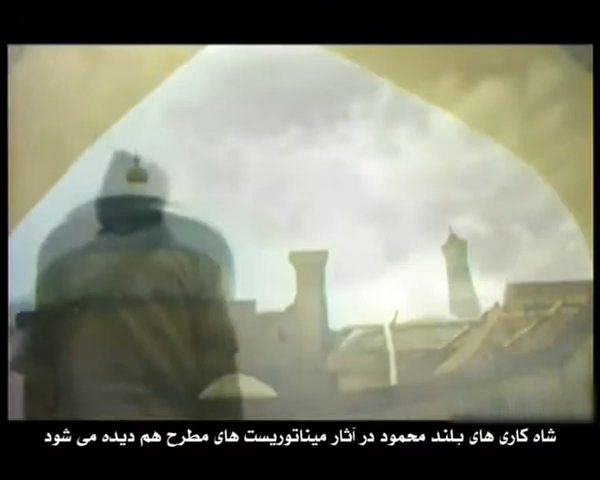 شاه کاری های بلند محمود در آثار میناتوریست های مطرح هم دیده می شود